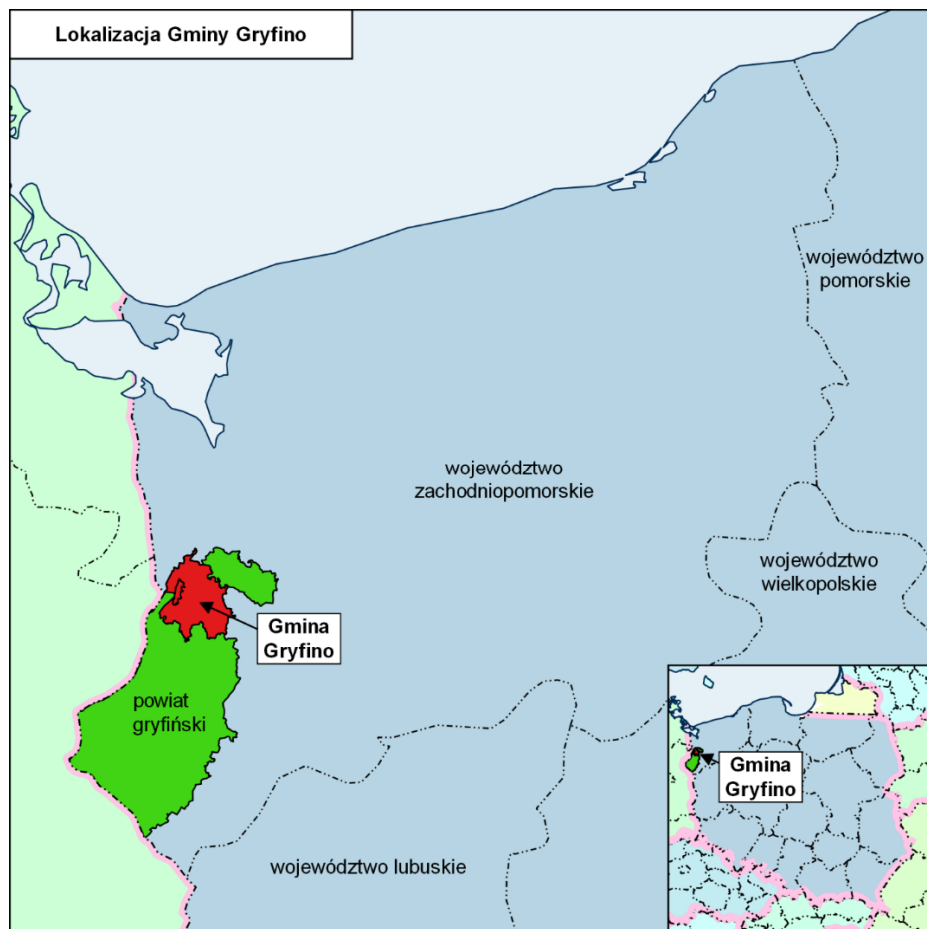 Lokalizacja Gminy Gryfino
województwo
pomorskie
województwo
zachodniopomorskie
województwo
wielkopolskie
Gmina
Gryfino
powiat
gryfiński
województwo lubuskie
Gmina
Gryfino